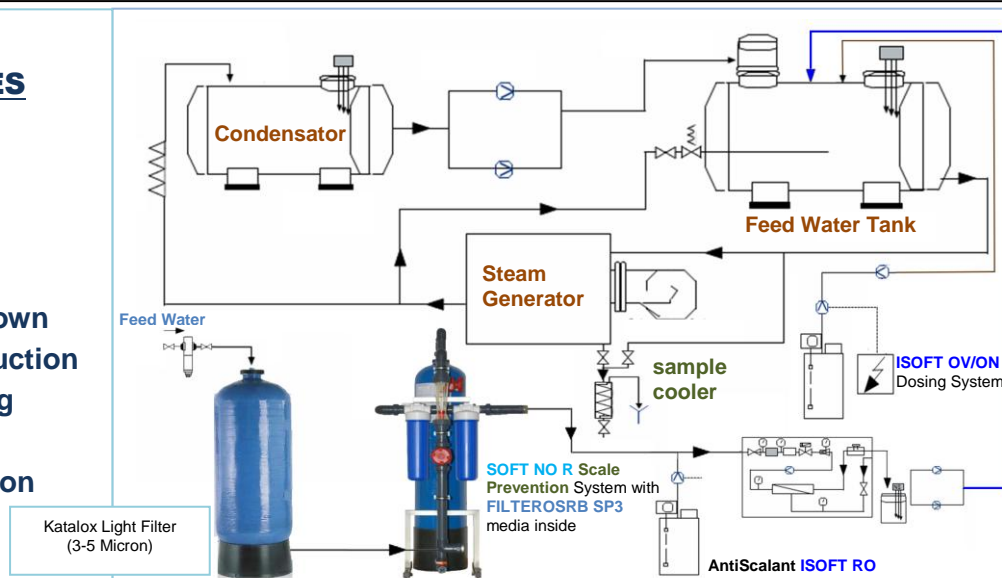 ES
own
uction
g
on
Condensator
Feed Water Tank
Steam
Generator
Feed Water
sample
cooler
ISOFT OV/ON
Dosing System
SOFT NO R Scale
Prevention System with
FILTEROSRB SP3
media inside
Katalox Light Filter
(3-5 Micron)
AntiScalant ISOFT RO